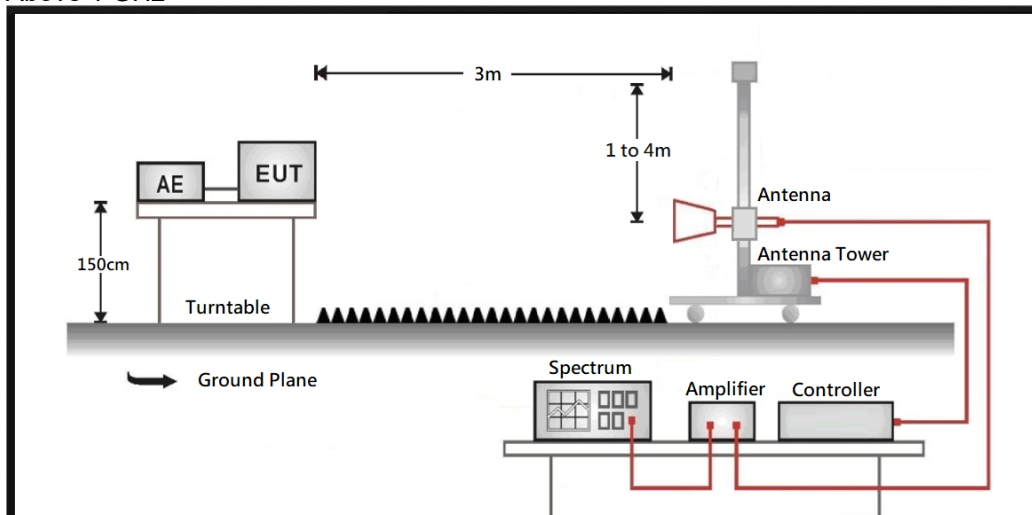 3m
1 to 4m
AE
EUT
Antenna
150cm
Antenna Tower
Turntable
Ground Plane
Spectrum
Amplifier
Controller